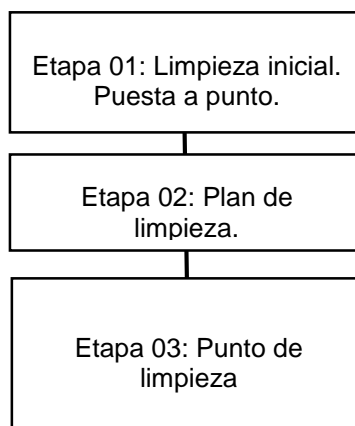 Etapa 01: Limpieza inicial.
Puesta a punto.
Etapa 02: Plan de
limpieza.
Etapa 03: Punto de
limpieza